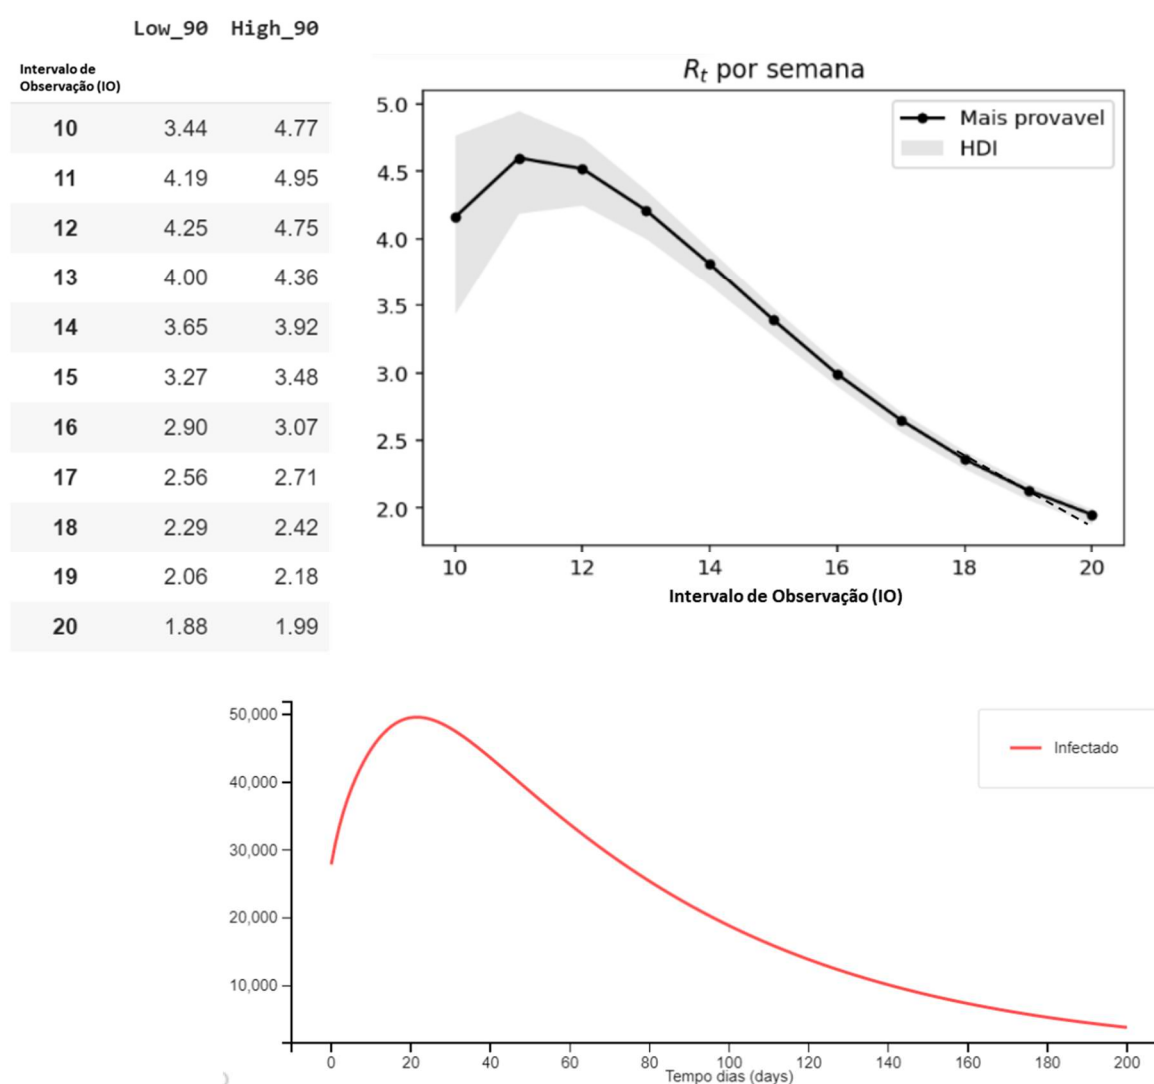 Low_90 High_90
Intervalo de
Observação (IO)
10 3.44 4.77
11 4.19 4.95
12 4.25 4.75
13 4.00 4.36
14 3.65 3.92
15 3.27 3.48
16 2.90 3.07
17 2.56 2.71
18 2.29 2.42
19 2.06 2.18
20 1.88 1.99
Rt por semana
Mais provavel
HDI
5.0
4.5
4.0
3.5
3.0
2.5
2.0
10 12 14 16 18 20
Intervalo de Observação (IO)
50,000
40,000
30,000
20,000
10,000
Infectado
0 20 40 60 80 100 120 140 160 180 200
Tempo dias (days)